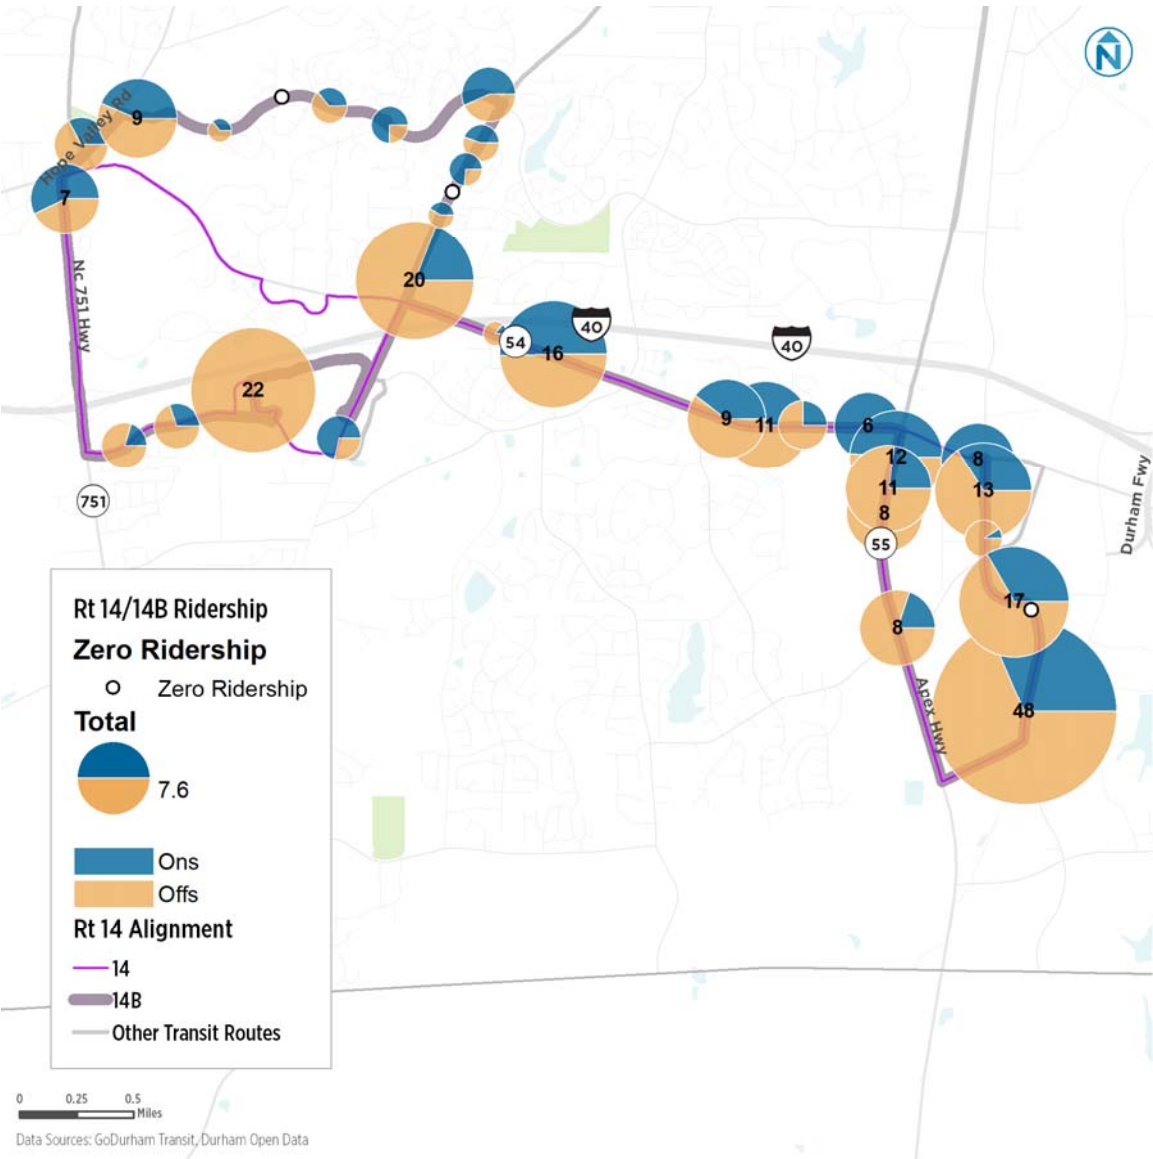 N
Hope Valley Rd
9
7
20
Nc 751 Hwy
40
54
16
40
22
9
11
6
12
8
11
13
8
751
55
Durham Fwy
17
8
48
Apex Hwy
Rt 14/14B Ridership
Zero Ridership
Zero Ridership
Total
7.6
Ons
Offs
Rt 14 Alignment
14
14B
Other Transit Routes
0 0.25 0.5
Miles
Data Sources: GoDurham Transit, Durham Open Data